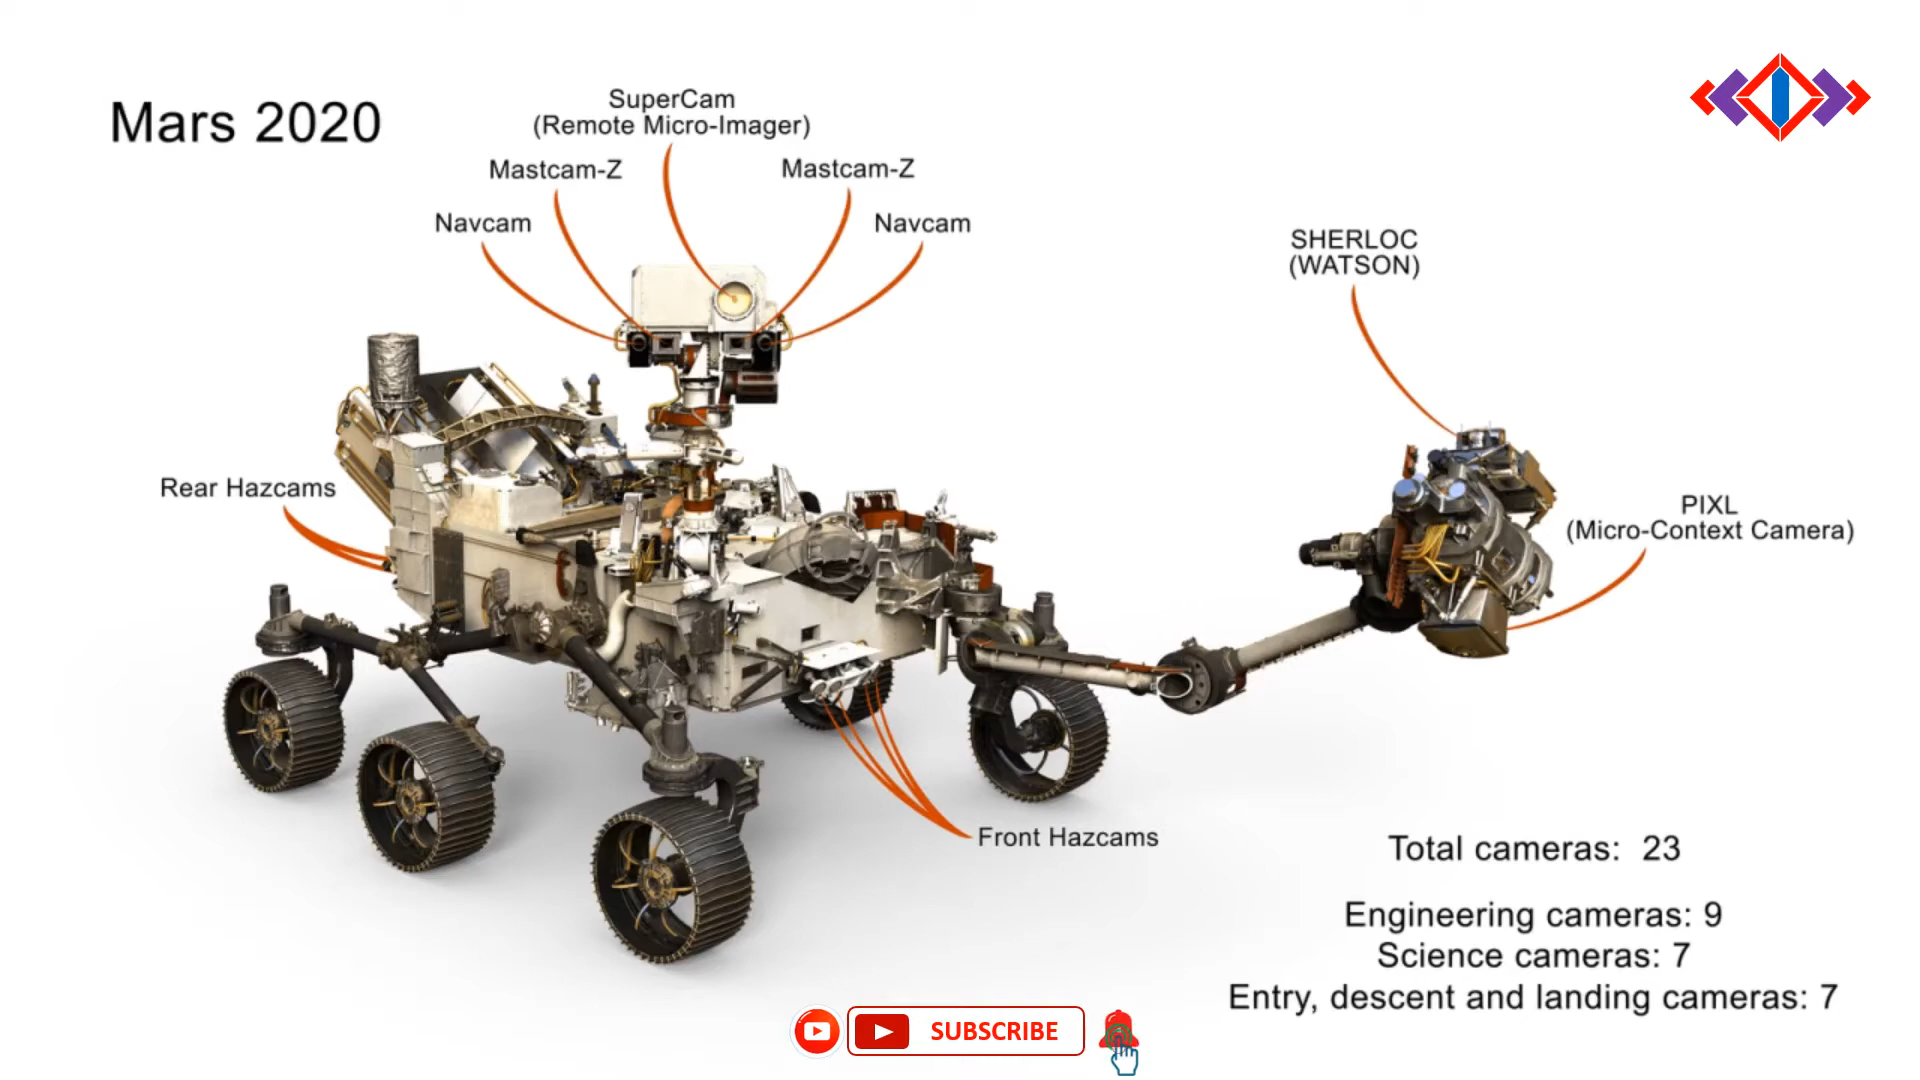 Mars 2020
SuperCam
(Remote Micro-Imager)
Mastcam-Z
Mastcam-Z
Navcam
Navcam
SHERLOC
(WATSON)
Rear Hazcams
PIXL
(Micro-Context Camera)
Front Hazcams
Total cameras: 23
Engineering cameras: 9
Science cameras: 7
Entry, descent and landing cameras: 7
SUBSCRIBE